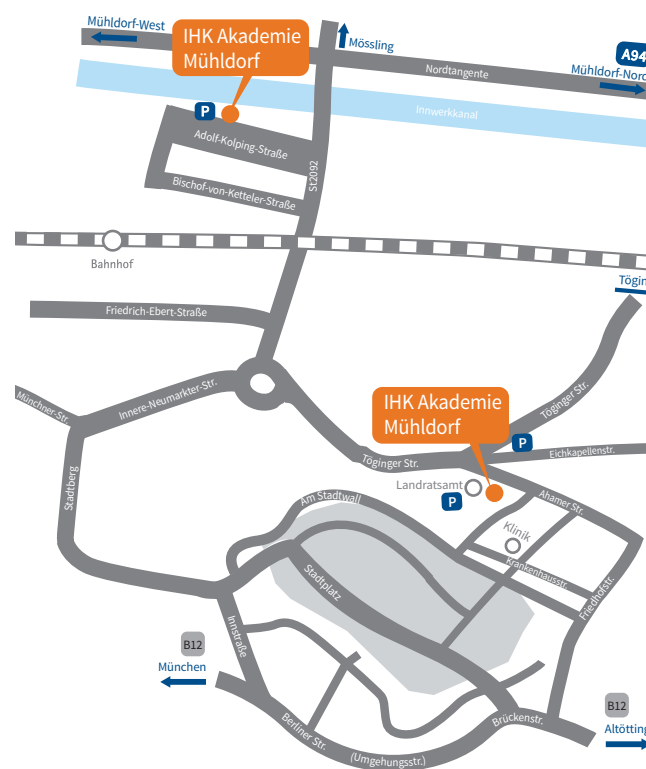 Mühldorf-West
Mössling
IHK Akademie
Mühldorf
A94
Nordtangente
Mühldorf-Nord
Innwerkkanal
P
Adolf-Kolping-Straße
Bischof-von-Ketteler-Straße
St2092
Bahnhof
Tögin
Friedrich-Ebert-Straße
Münchner-Str.
Innere-Neumarkter-Str.
IHK Akademie
Mühldorf
Töginger Str.
P
Eichkapellenstr.
Töginger Str.
Landratsamt
P
Stadtberg
Am Stadtwall
Ahamer Str.
Klinik
Krankenhausstr.
Stadtplatz
Friedhofstr.
Innstraße
B12
München
Berliner Str.
(Umgehungsstr.)
Brückenstr.
B12
Altötting